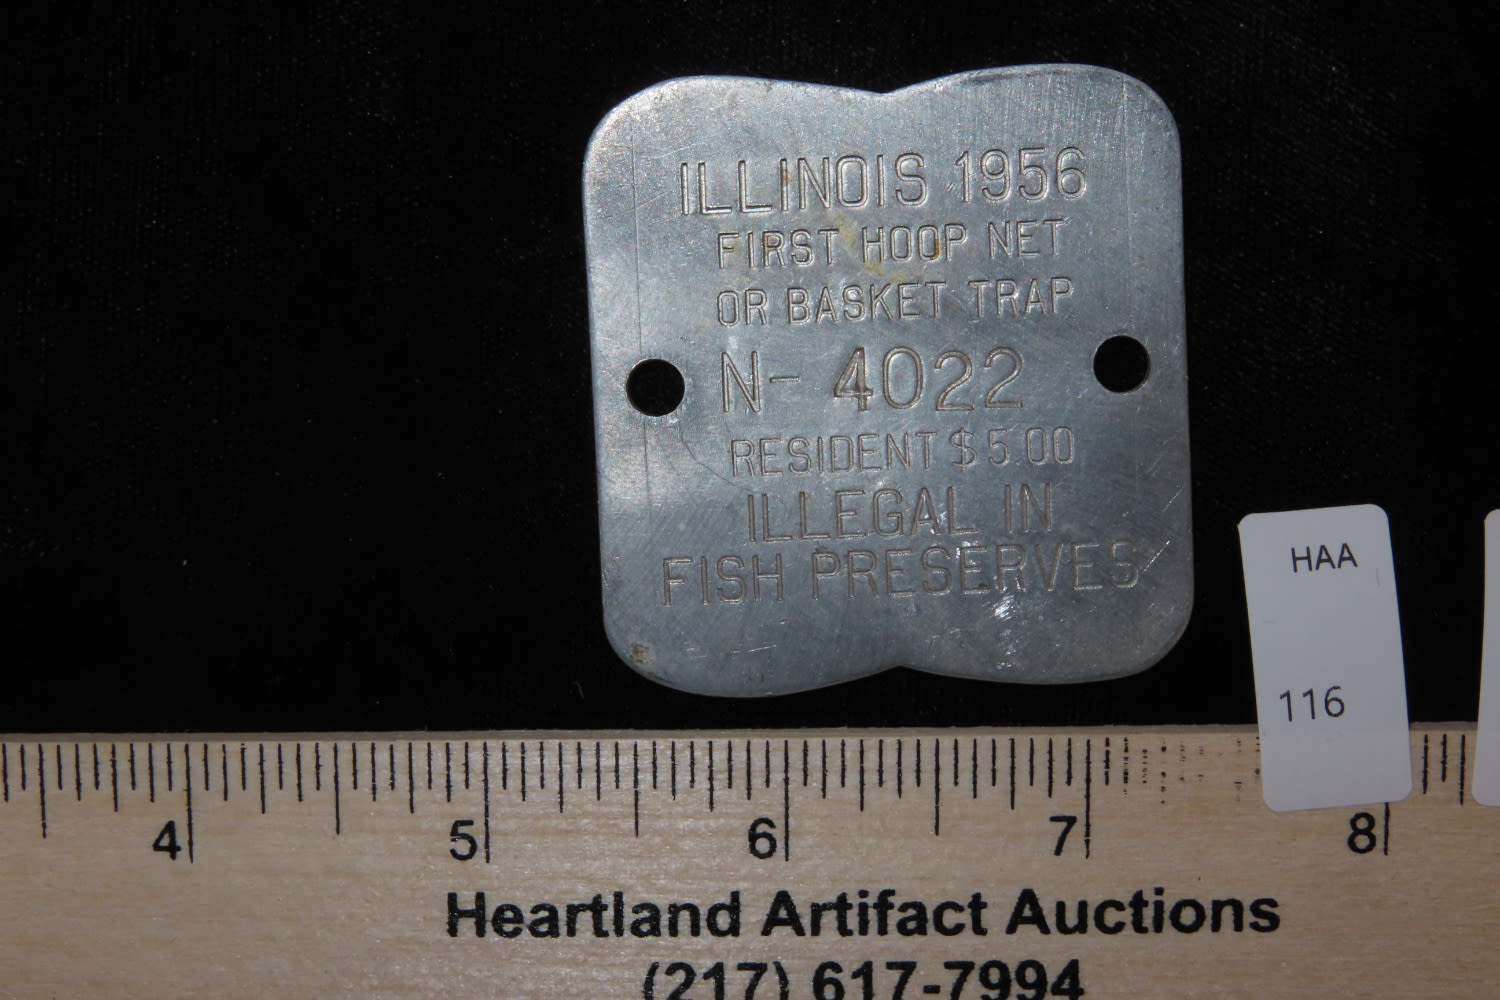 ILLINOIS 1956
FIRST HOOP NET
OR BASKET TRAP
N- 4022
RESIDENT $5.00
ILLEGAL IN
FISH PRESERVES
HAA
116
4 5 6 7 8
Heartland Artifact Auctions
(217) 617-7994